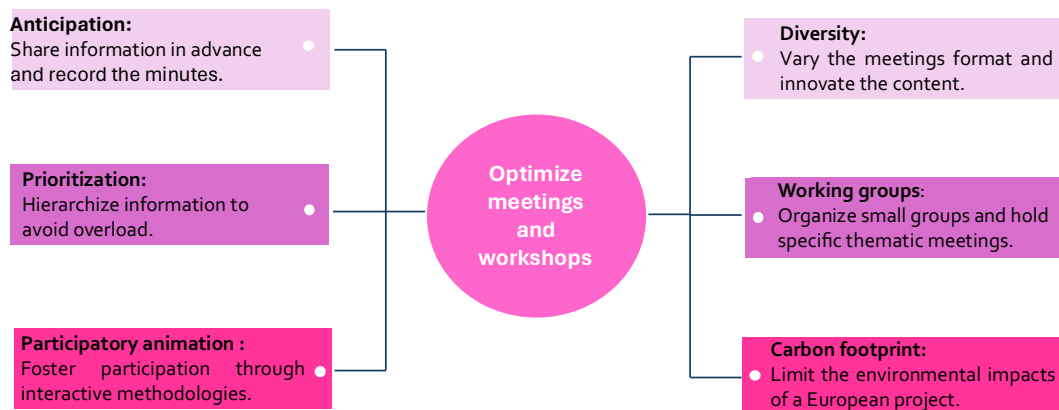 Anticipation:
Share information in advance
and record the minutes.
Prioritization:
Hierarchize information to
avoid overload.
Participatory animation :
Foster participation through
interactive methodologies.
Optimize
meetings
and
workshops
Diversity:
Vary the meetings format and
innovate the content.
Working groups:
Organize small groups and hold
specific thematic meetings.
Carbon footprint:
Limit the environmental impacts
of a European project.